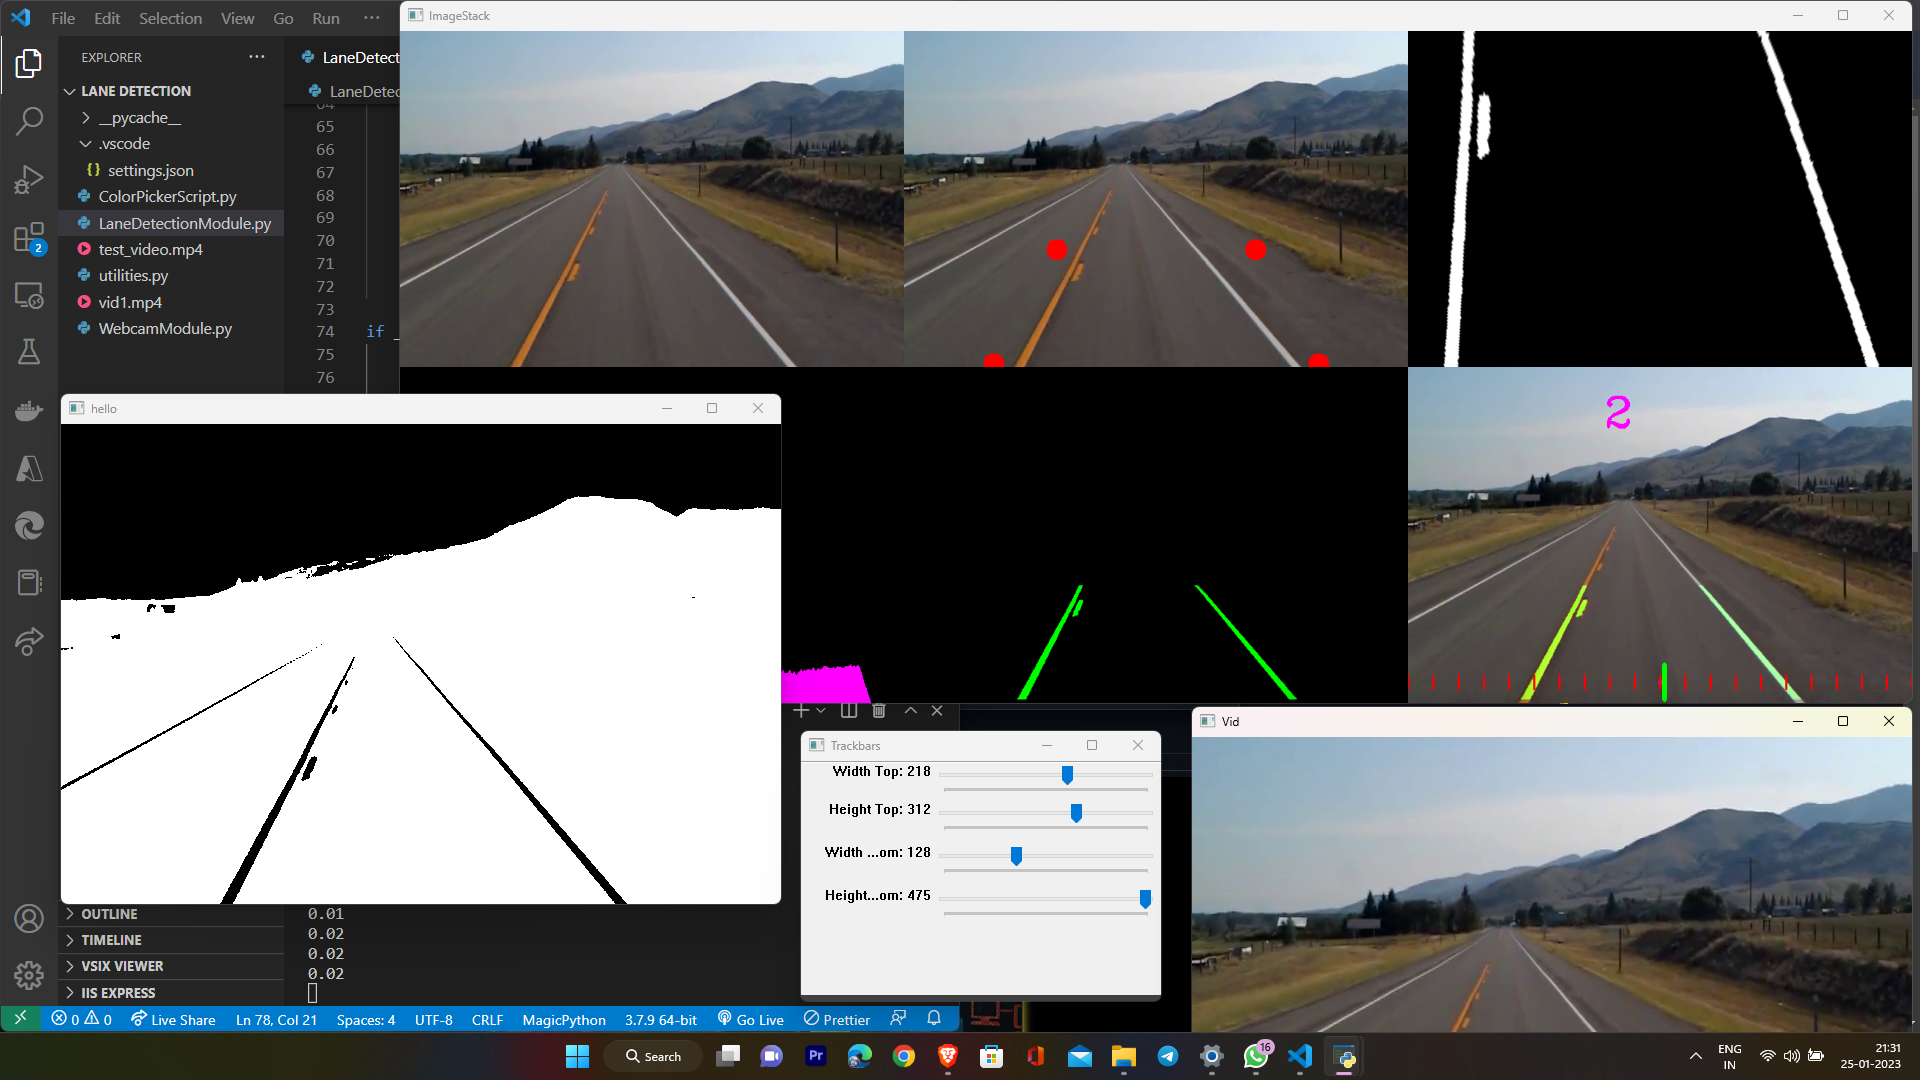 File Edit Selection View Go Run ···
ImageStack
EXPLORER ···
LaneDetect
LANE DETECTION
LaneDetec
__pycache__
.vscode
{} settings.json
ColorPickerScript.py
LaneDetectionModule.py
test_video.mp4
utilities.py
vid1.mp4
WebcamModule.py
64
65
66
67
68
69
70
71
72
73
74 if _
75
76
2
2
hello
Vid
Trackbars
Width Top: 218
Height Top: 312
Width ...om: 128
Height...om: 475
OUTLINE
TIMELINE
VSIX VIEWER
IIS EXPRESS
0.01
0.02
0.02
0.02
0 0 Live Share Ln 78, Col 21 Spaces: 4 UTF-8 CRLF MagicPython 3.7.9 64-bit Go Live Prettier
Search
Pr
16
ENG
IN
21:31
25-01-2023